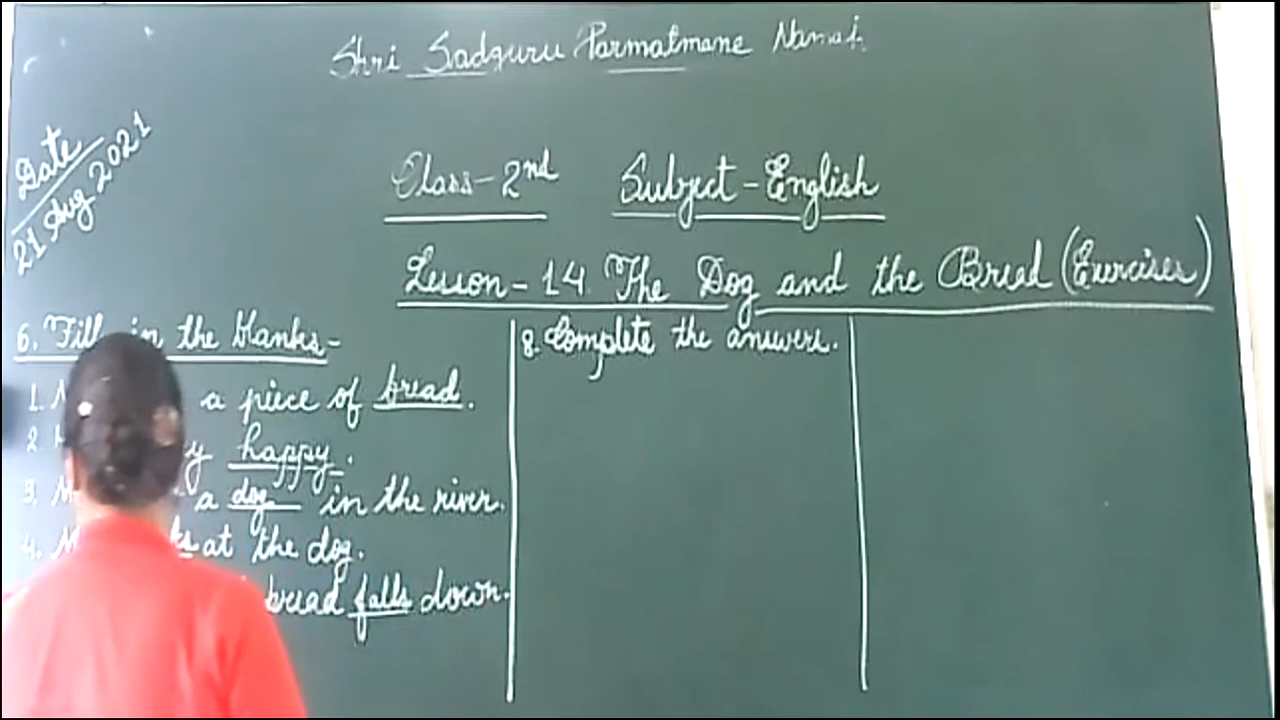 Shri Sadguru Parmatmane Namah
Date
21 Aug 2021
Class-2nd Subject-English
Lesson-14 The Dog and the Bread (Exercises)
6. Fill in the blanks-
1. a piece of bread.
2 happy.
3. a dog in the river.
4. at the dog.
bread falls down.
8. Complete the answers.